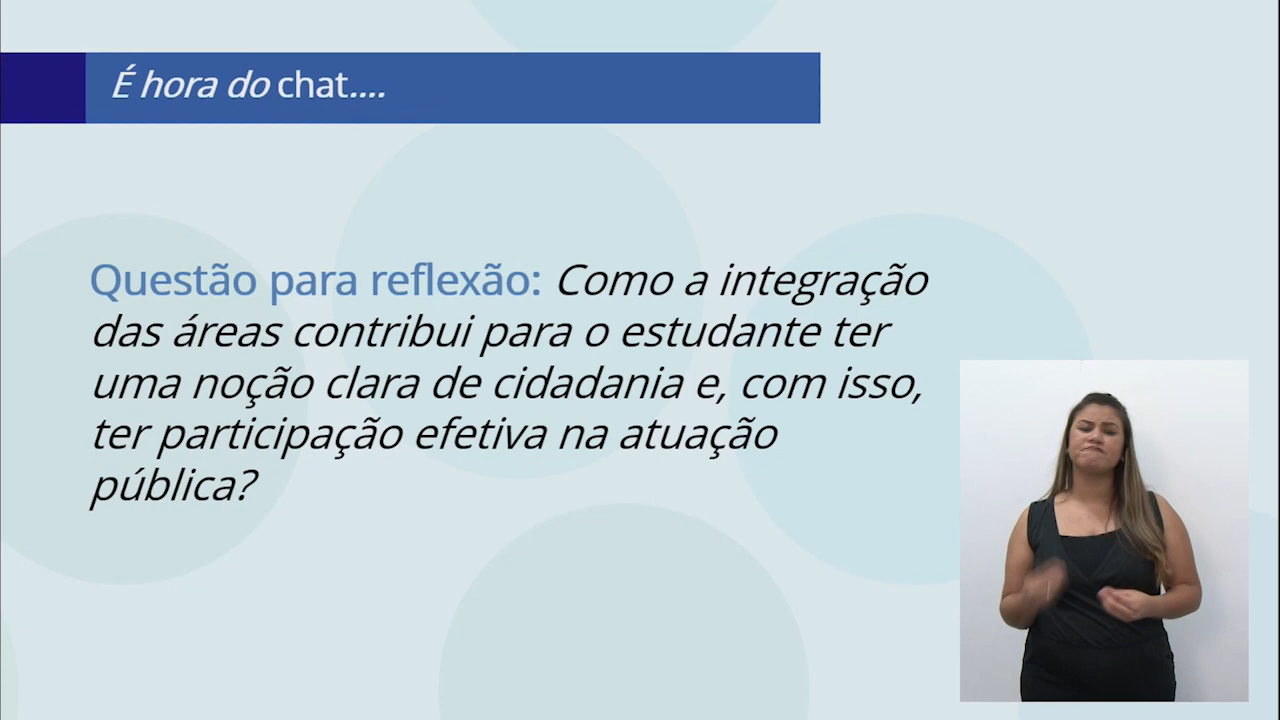 É hora do chat....
Questão para reflexão: Como a integração
das áreas contribui para o estudante ter
uma noção clara de cidadania e, com isso,
ter participação efetiva na atuação
pública?